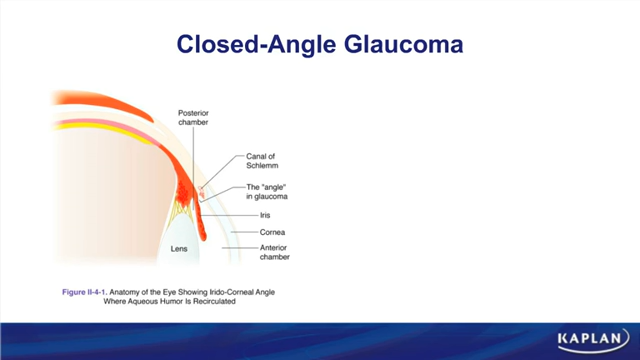 Closed-Angle Glaucoma
Posterior
chamber
Canal of
Schlemm
The "angle"
in glaucoma
Iris
Cornea
Lens
Anterior
chamber
Figure II-4-1. Anatomy of the Eye Showing Irido-Corneal Angle
Where Aqueous Humor Is Recirculated
KAPLAN